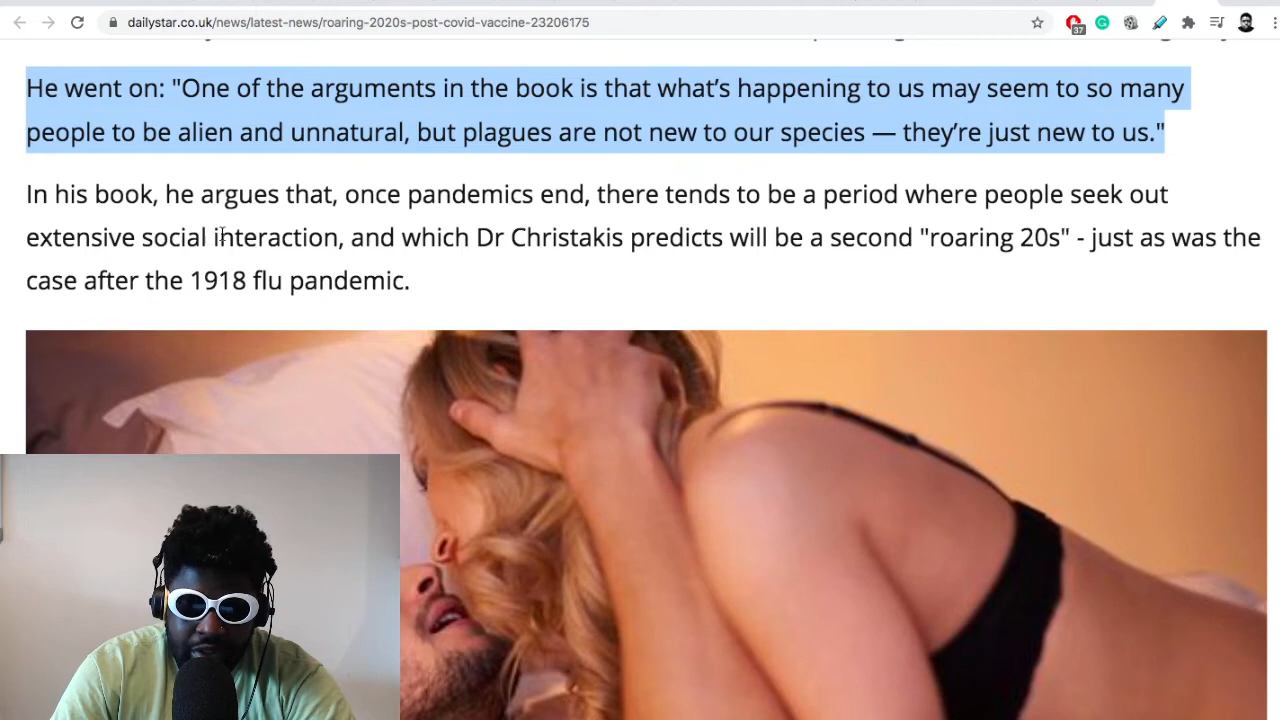 dailystar.co.uk/news/latest-news/roaring-2020s-post-covid-vaccine-23206175
37
He went on: "One of the arguments in the book is that what’s happening to us may seem to so many
people to be alien and unnatural, but plagues are not new to our species — they’re just new to us."
In his book, he argues that, once pandemics end, there tends to be a period where people seek out
extensive social interaction, and which Dr Christakis predicts will be a second "roaring 20s" - just as was the
case after the 1918 flu pandemic.